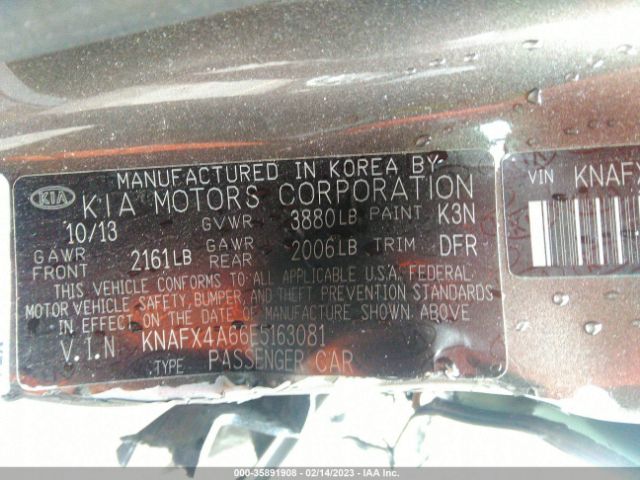 MANUFACTURED IN KOREA BY
KIA KIA MOTORS CORPORATION
10/13 GVWR 3880LB PAINT K3N
GAWR FRONT 2161LB GAWR REAR 2006LB TRIM DFR
THIS VEHICLE CONFORMS TO ALL APPLICABLE U.S.A. FEDERAL
MOTOR VEHICLE, SAFETY, BUMPER, AND THEFT PREVENTION STANDARDS
IN EFFECT ON THE DATE OF MANUFACTURE SHOWN ABOVE
V.I.N KNAFX4A66E5163081
TYPE PASSENGER CAR
VIN KNAFX
000-35891908 - 02/14/2023 - IAA Inc.